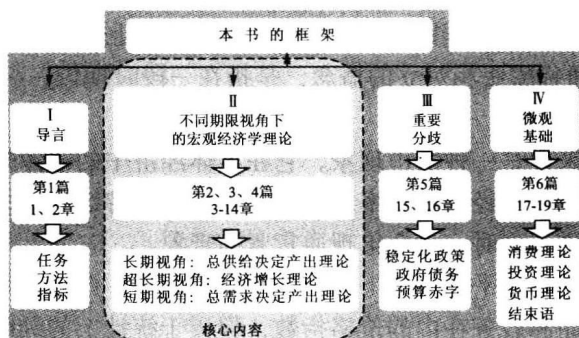 本书的框架
Ⅰ
导言
第1篇
1、2章
任务
方法
指标
Ⅱ
不同期限视角下
的宏观经济学理论
第2、3、4篇
3-14章
长期视角：总供给决定产出理论
超长期视角：经济增长理论
短期视角：总需求决定产出理论
核心内容
Ⅲ
重要
分歧
第5篇
15、16章
稳定化政策
政府债务
预算赤字
Ⅳ
微观
基础
第6篇
17-19章
消费理论
投资理论
货币理论
结束语